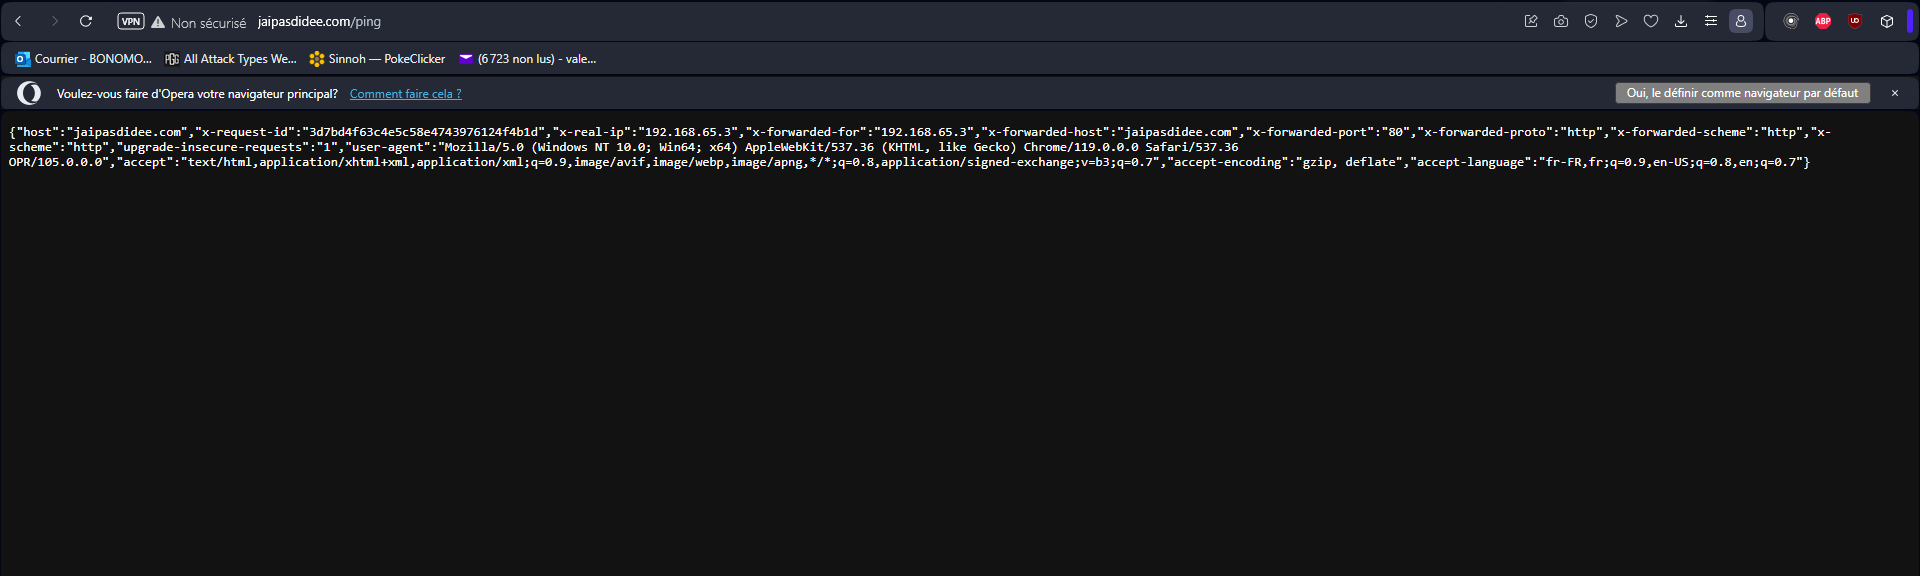 VPN Non sécurisé jaipasdidee.com/ping
ABP UD
Courrier - BONOMO... All Attack Types We... Sinnoh — PokeClicker (6 723 non lus) - vale...
Voulez-vous faire d'Opera votre navigateur principal? Comment faire cela ? Oui, le définir comme navigateur par défaut ×
{"host":"jaipasdidee.com","x-request-id":"3d7bd4f63c4e5c58e4743976124f4b1d","x-real-ip":"192.168.65.3","x-forwarded-for":"192.168.65.3","x-forwarded-host":"jaipasdidee.com","x-forwarded-port":"80","x-forwarded-proto":"http","x-forwarded-scheme":"http","x-
scheme":"http","upgrade-insecure-requests":"1","user-agent":"Mozilla/5.0 (Windows NT 10.0; Win64; x64) AppleWebKit/537.36 (KHTML, like Gecko) Chrome/119.0.0.0 Safari/537.36
OPR/105.0.0.0","accept":"text/html,application/xhtml+xml,application/xml;q=0.9,image/avif,image/webp,image/apng,*/*;q=0.8,application/signed-exchange;v=b3;q=0.7","accept-encoding":"gzip, deflate","accept-language":"fr-FR,fr;q=0.9,en-US;q=0.8,en;q=0.7"}